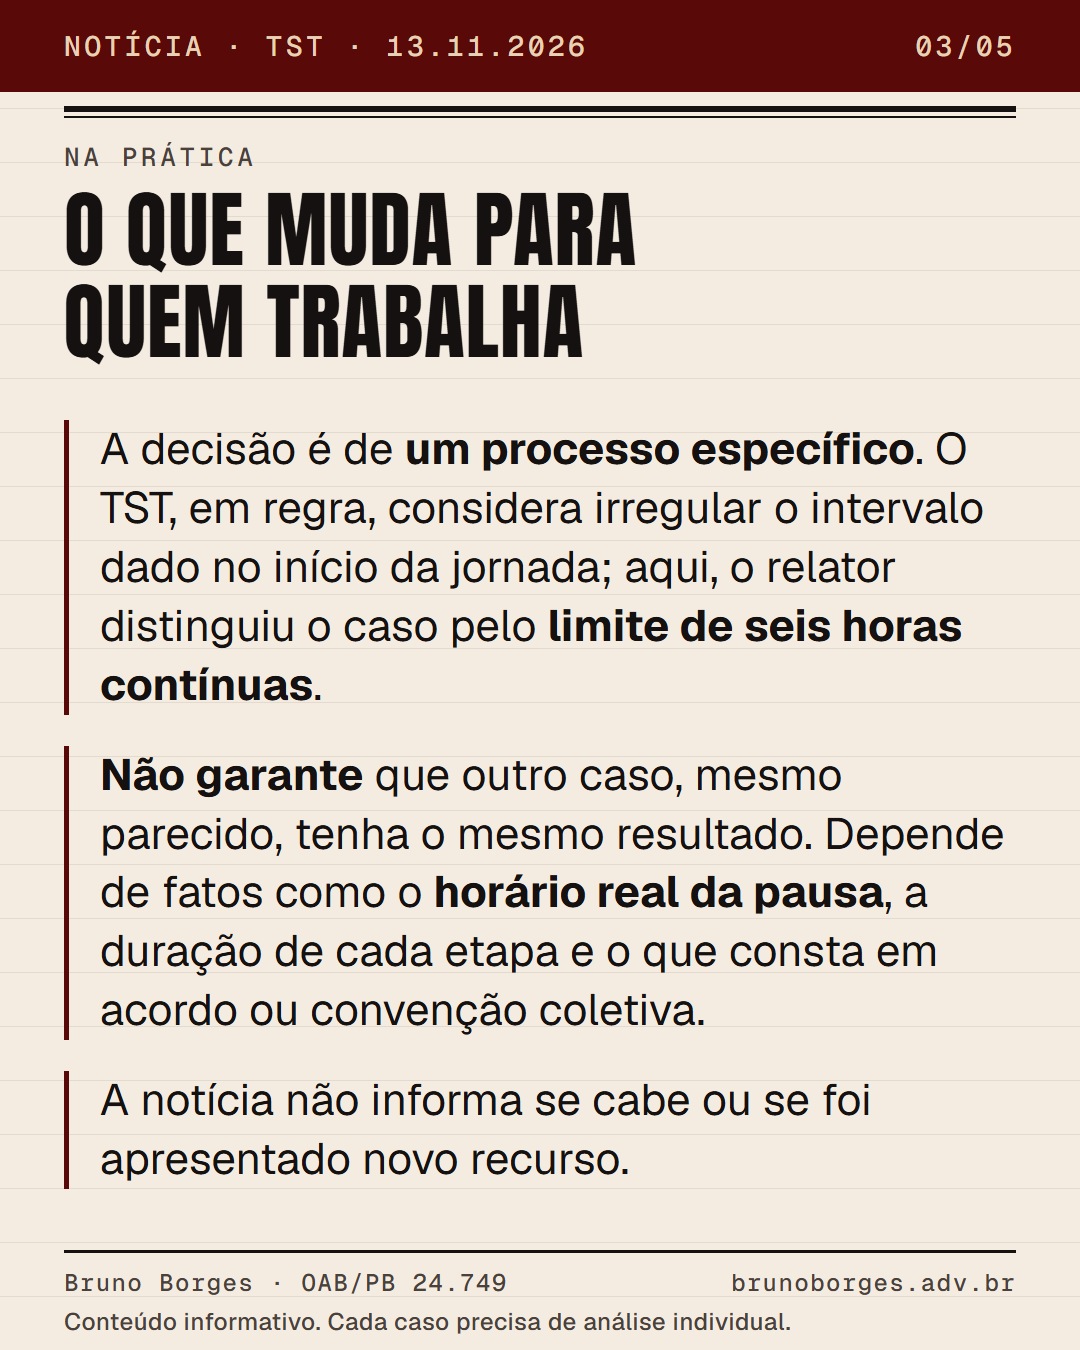 NOTÍCIA · TST · 13.11.2026
03/05
NA PRÁTICA
O QUE MUDA PARA
QUEM TRABALHA
A decisão é de um processo específico. O
TST, em regra, considera irregular o intervalo
dado no início da jornada; aqui, o relator
distinguiu o caso pelo limite de seis horas
contínuas.
Não garante que outro caso, mesmo
parecido, tenha o mesmo resultado. Depende
de fatos como o horário real da pausa, a
duração de cada etapa e o que consta em
acordo ou convenção coletiva.
A notícia não informa se cabe ou se foi
apresentado novo recurso.
Bruno Borges · OAB/PB 24.749
brunoborges.adv.br
Conteúdo informativo. Cada caso precisa de análise individual.